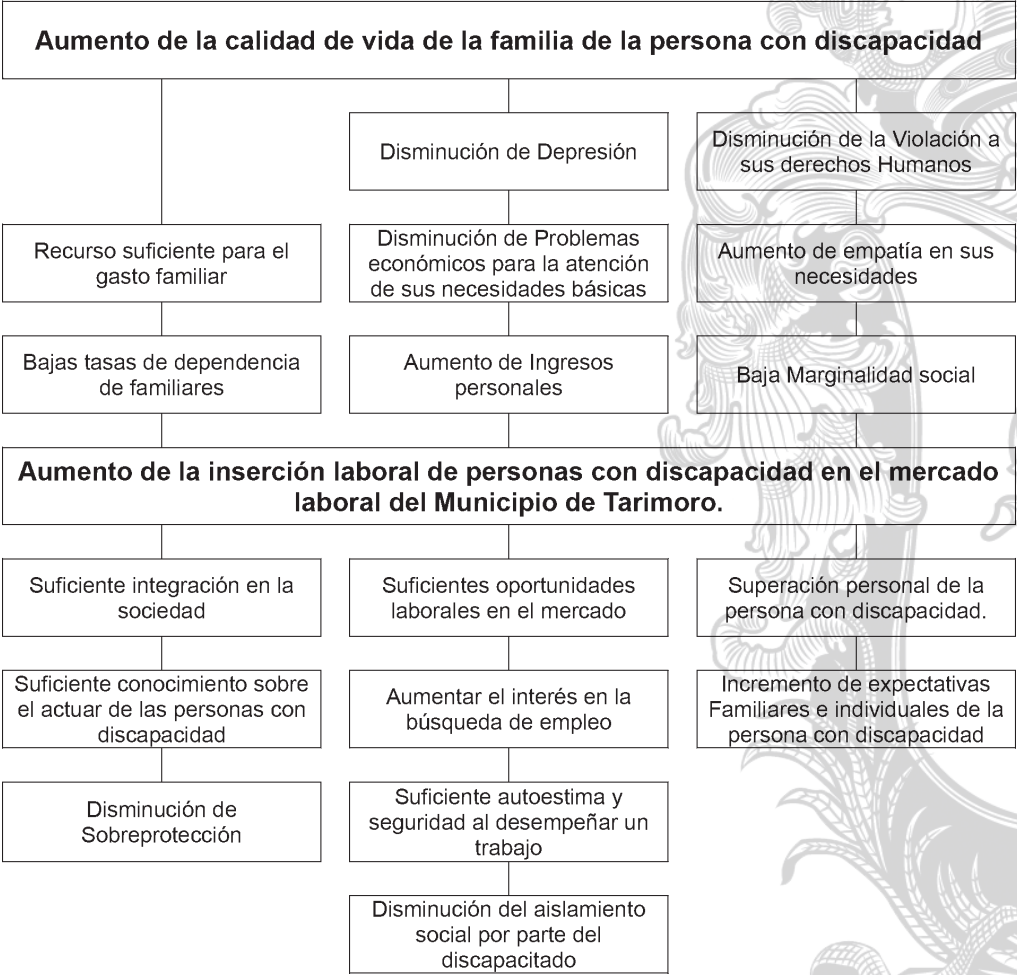 Aumento de la calidad de vida de la familia de la persona con discapacidad
Disminución de Depresión
Disminución de la Violación a
sus derechos Humanos
Recurso suficiente para el
gasto familiar
Disminución de Problemas
económicos para la atención
de sus necesidades básicas
Aumento de empatía en sus
necesidades
Bajas tasas de dependencia
de familiares
Aumento de Ingresos
personales
Baja Marginalidad social
Aumento de la inserción laboral de personas con discapacidad en el mercado
laboral del Municipio de Tarimoro.
Suficiente integración en la
sociedad
Suficientes oportunidades
laborales en el mercado
Superación personal de la
persona con discapacidad.
Suficiente conocimiento sobre
el actuar de las personas con
discapacidad
Aumentar el interés en la
búsqueda de empleo
Incremento de expectativas
Familiares e individuales de la
persona con discapacidad
Disminución de
Sobreprotección
Suficiente autoestima y
seguridad al desempeñar un
trabajo
Disminución del aislamiento
social por parte del
discapacitado